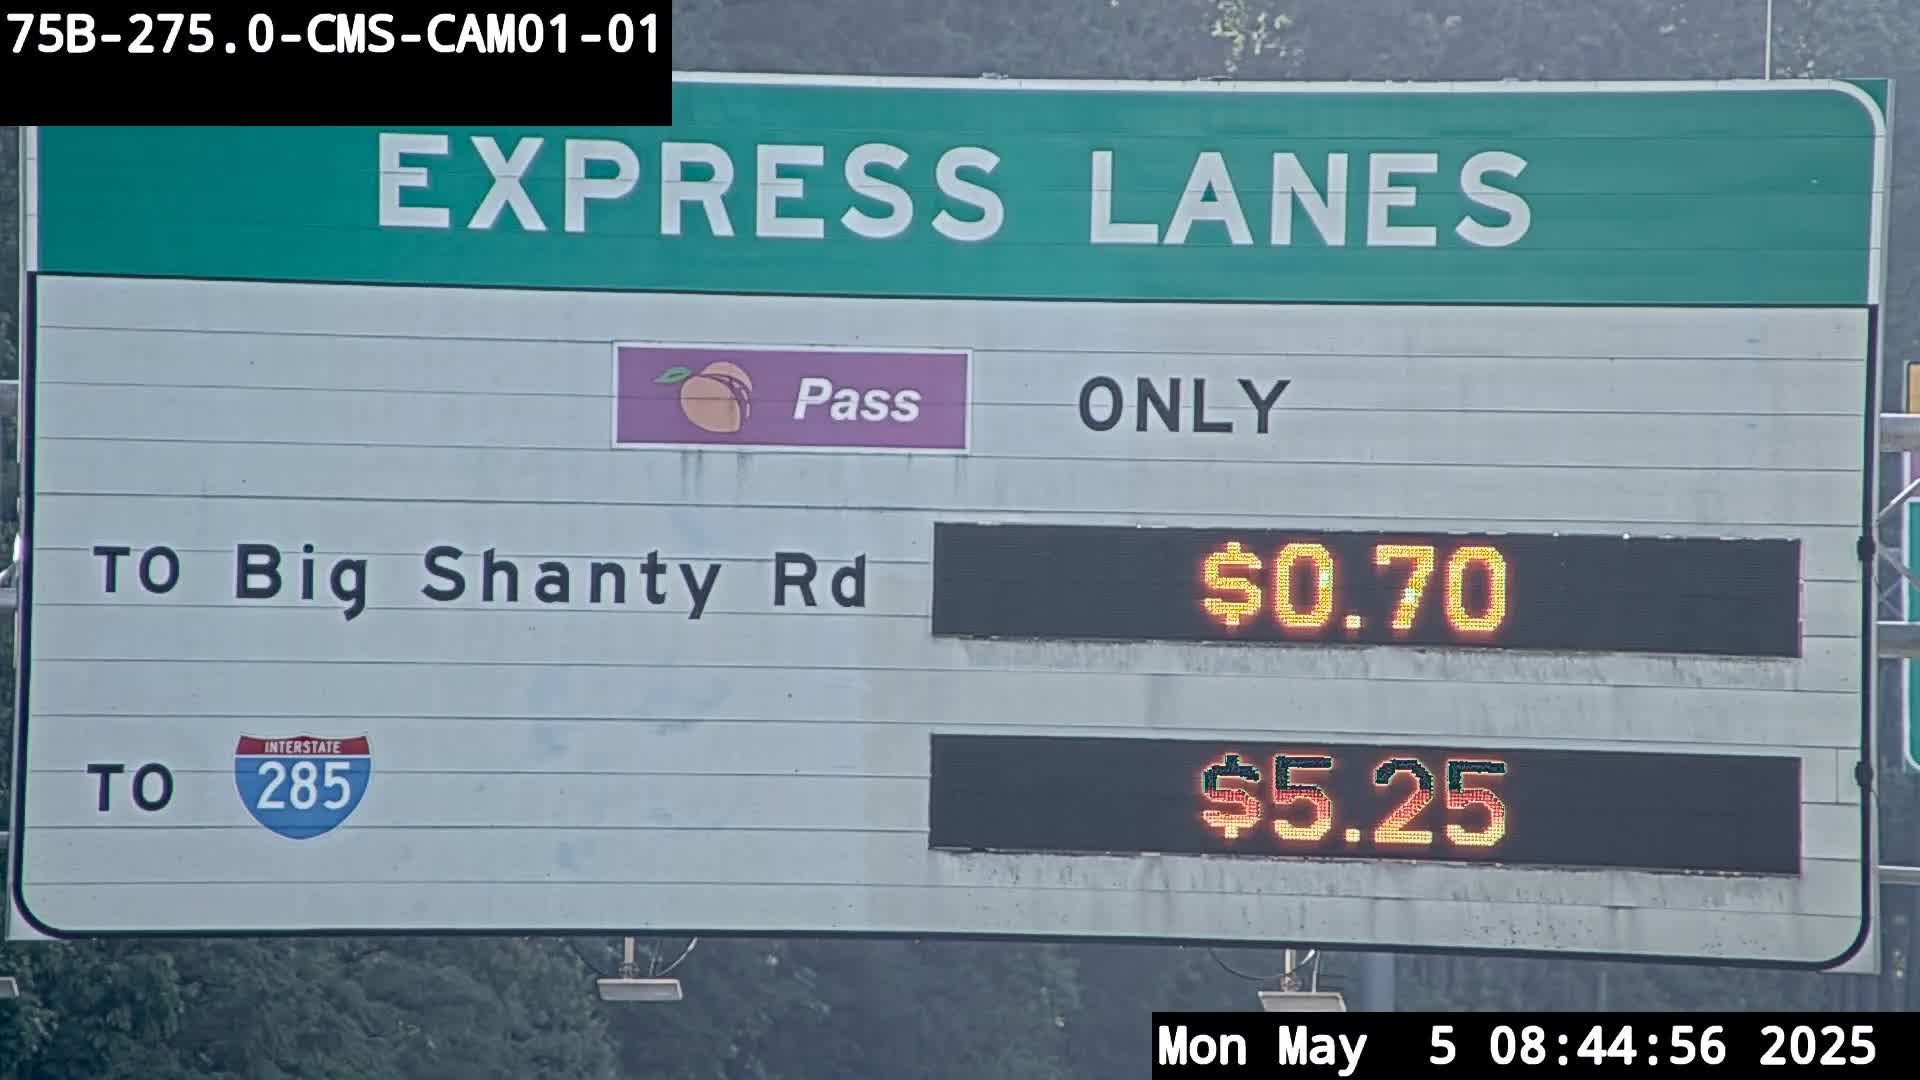 75B-275.0-CMS-CAM01-01
EXPRESS LANES
Pass ONLY
TO Big Shanty Rd $0.70
TO INTERSTATE 285 $5.25
Mon May 5 08:44:56 2025